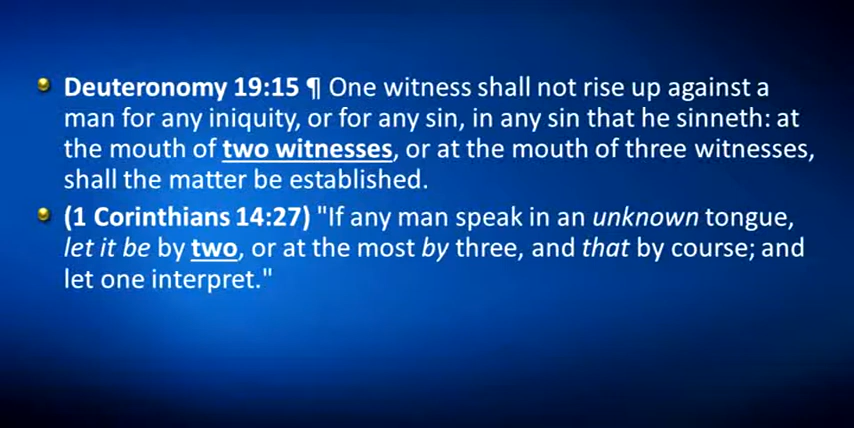 Deuteronomy 19:15 ¶ One witness shall not rise up against a
man for any iniquity, or for any sin, in any sin that he sinneth: at
the mouth of two witnesses, or at the mouth of three witnesses,
shall the matter be established.
(1 Corinthians 14:27) "If any man speak in an unknown tongue,
let it be by two, or at the most by three, and that by course; and
let one interpret."